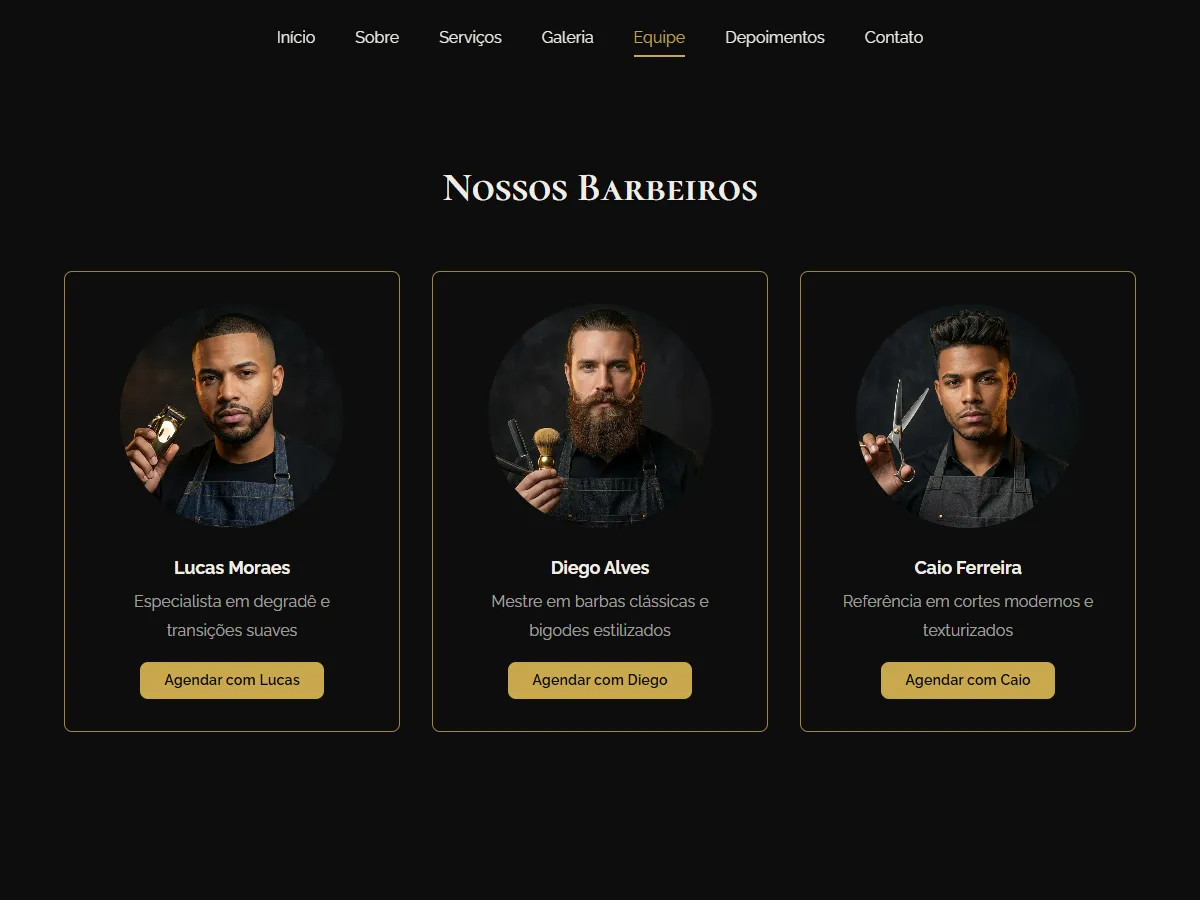 Início
Sobre
Serviços
Galeria
Equipe
Depoimentos
Contato
Nossos Barbeiros
Lucas Moraes
Especialista em degradê e
transições suaves
Agendar com Lucas
Diego Alves
Mestre em barbas clássicas e
bigodes estilizados
Agendar com Diego
Caio Ferreira
Referência em cortes modernos e
texturizados
Agendar com Caio